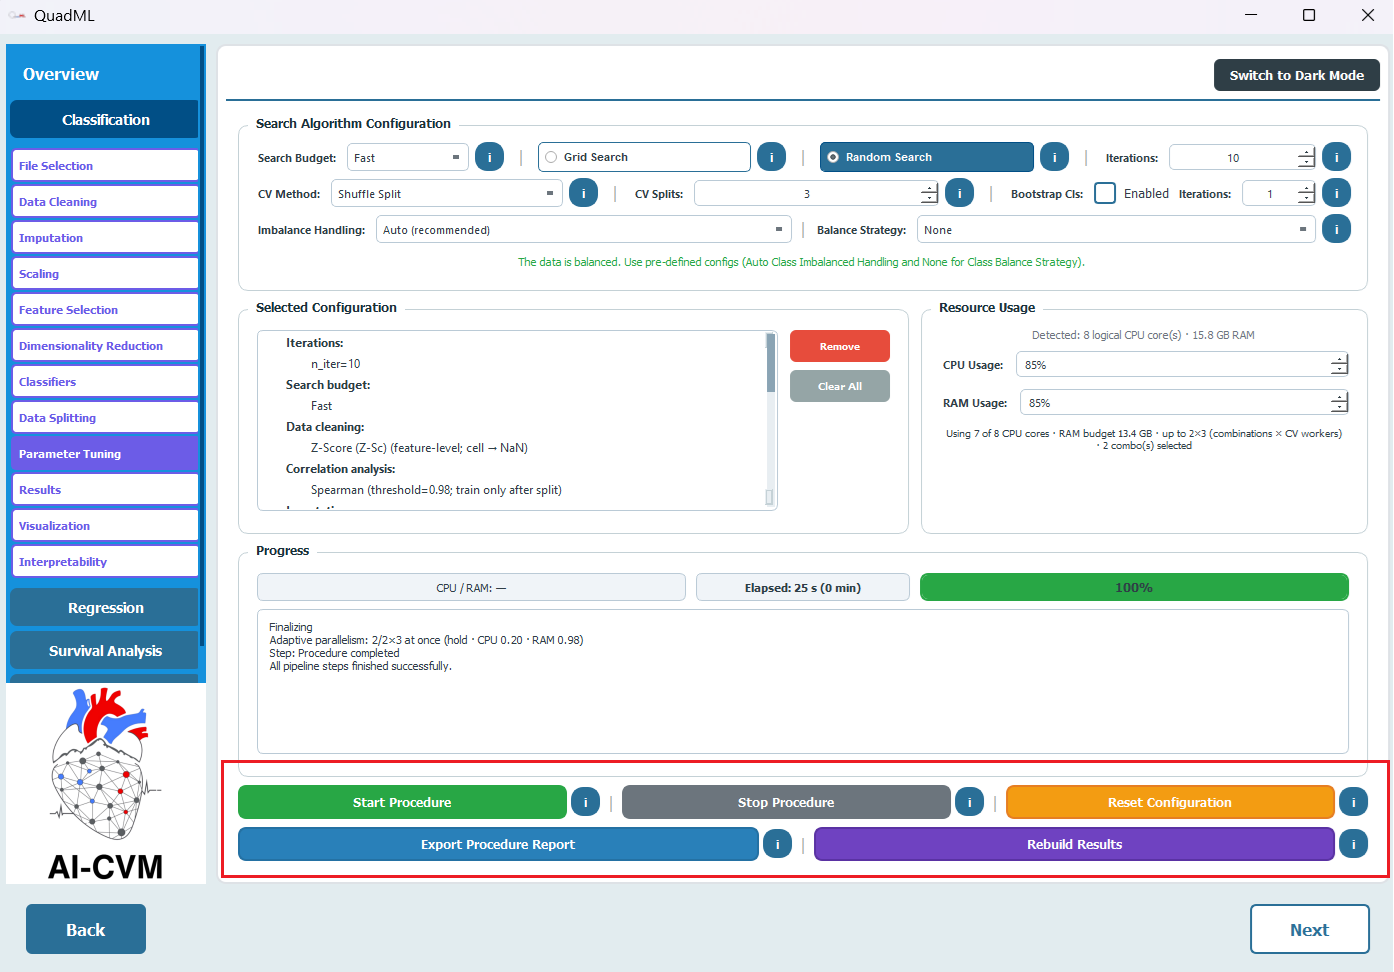 QuadML
Overview
Classification
File Selection
Data Cleaning
Imputation
Scaling
Feature Selection
Dimensionality Reduction
Classifiers
Data Splitting
Parameter Tuning
Results
Visualization
Interpretability
Regression
Survival Analysis
AI-CVM
Switch to Dark Mode
Search Algorithm Configuration
Search Budget: Fast i | Grid Search i | Random Search i | Iterations: 10 i
CV Method: Shuffle Split i | CV Splits: 3 i | Bootstrap CIs: Enabled Iterations: 1 i
Imbalance Handling: Auto (recommended) | Balance Strategy: None i
The data is balanced. Use pre-defined configs (Auto Class Imbalanced Handling and None for Class Balance Strategy).
Selected Configuration
Iterations:
n_iter=10
Search budget:
Fast
Data cleaning:
Z-Score (Z-Sc) (feature-level; cell → NaN)
Correlation analysis:
Spearman (threshold=0.98; train only after split)
Remove
Clear All
Resource Usage
Detected: 8 logical CPU core(s) · 15.8 GB RAM
CPU Usage: 85%
RAM Usage: 85%
Using 7 of 8 CPU cores · RAM budget 13.4 GB · up to 2×3 (combinations × CV workers)
· 2 combo(s) selected
Progress
CPU / RAM: —
Elapsed: 25 s (0 min)
100%
Finalizing
Adaptive parallelism: 2/2×3 at once (hold · CPU 0.20 · RAM 0.98)
Step: Procedure completed
All pipeline steps finished successfully.
Start Procedure i | Stop Procedure i | Reset Configuration i
Export Procedure Report i | Rebuild Results i
Back
Next